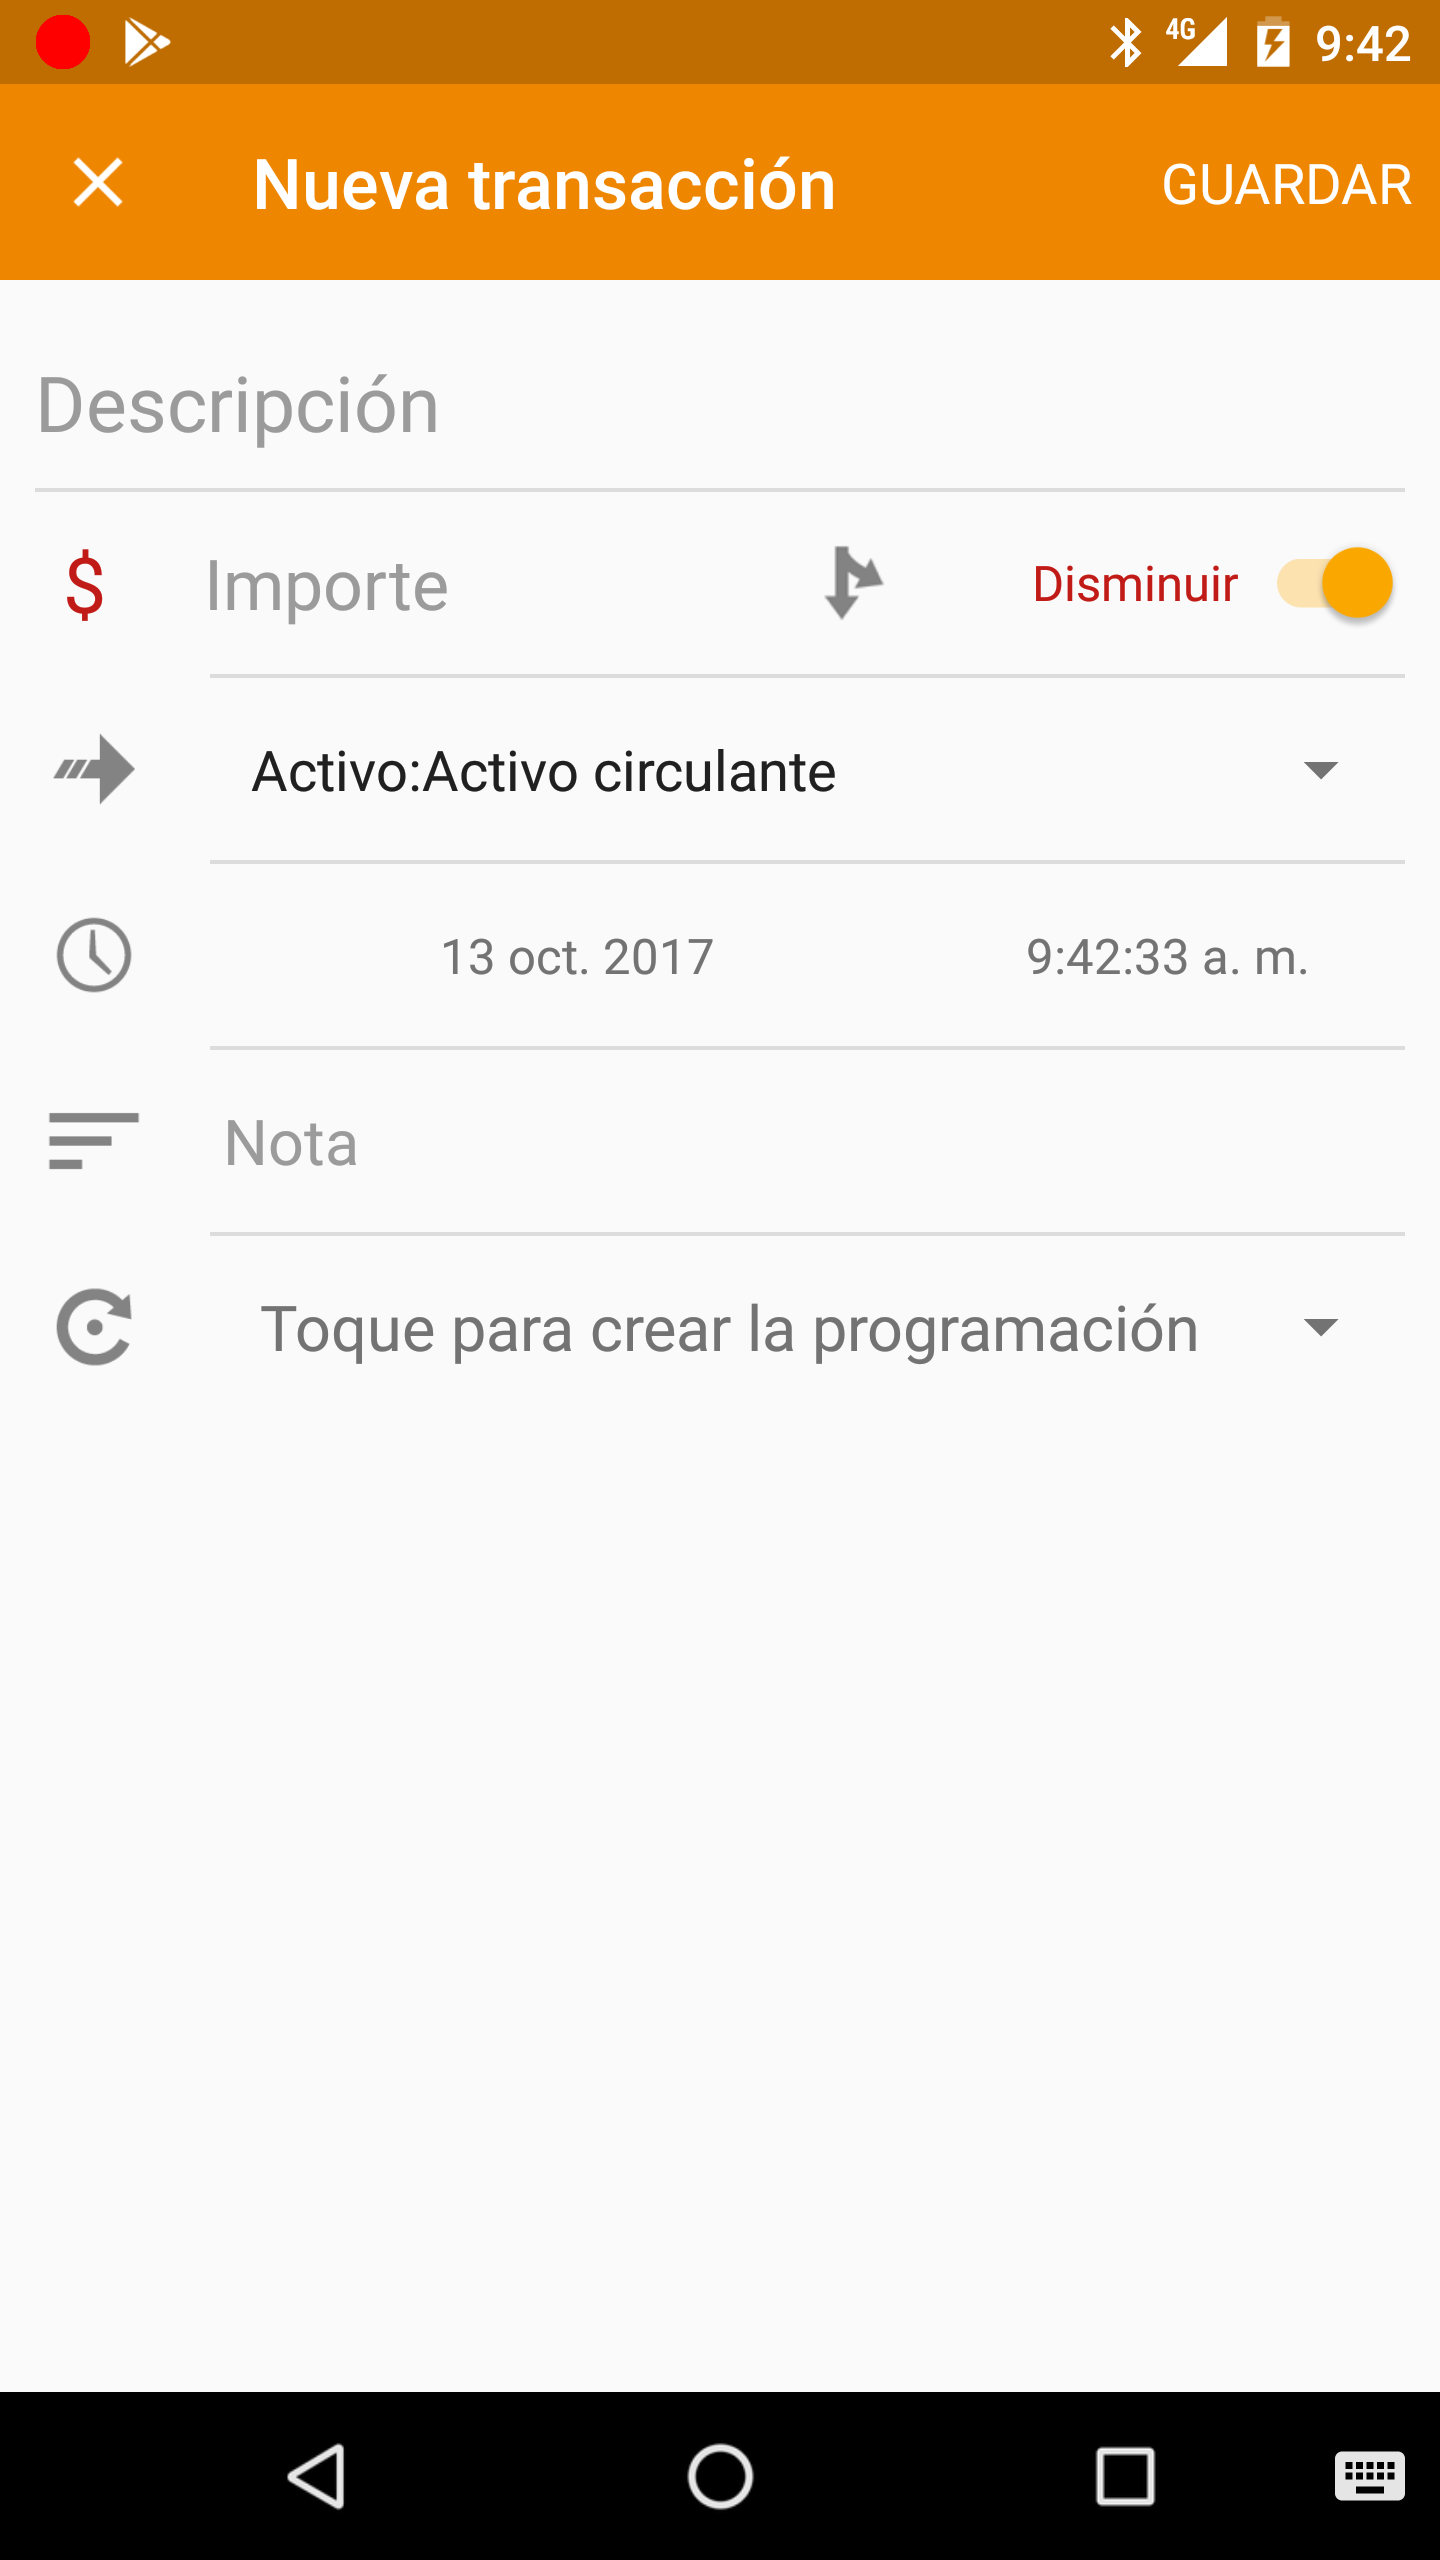 4G 9:42
Nueva transacción GUARDAR
Descripción
$ Importe Disminuir
Activo:Activo circulante
13 oct. 2017 9:42:33 a. m.
Nota
Toque para crear la programación